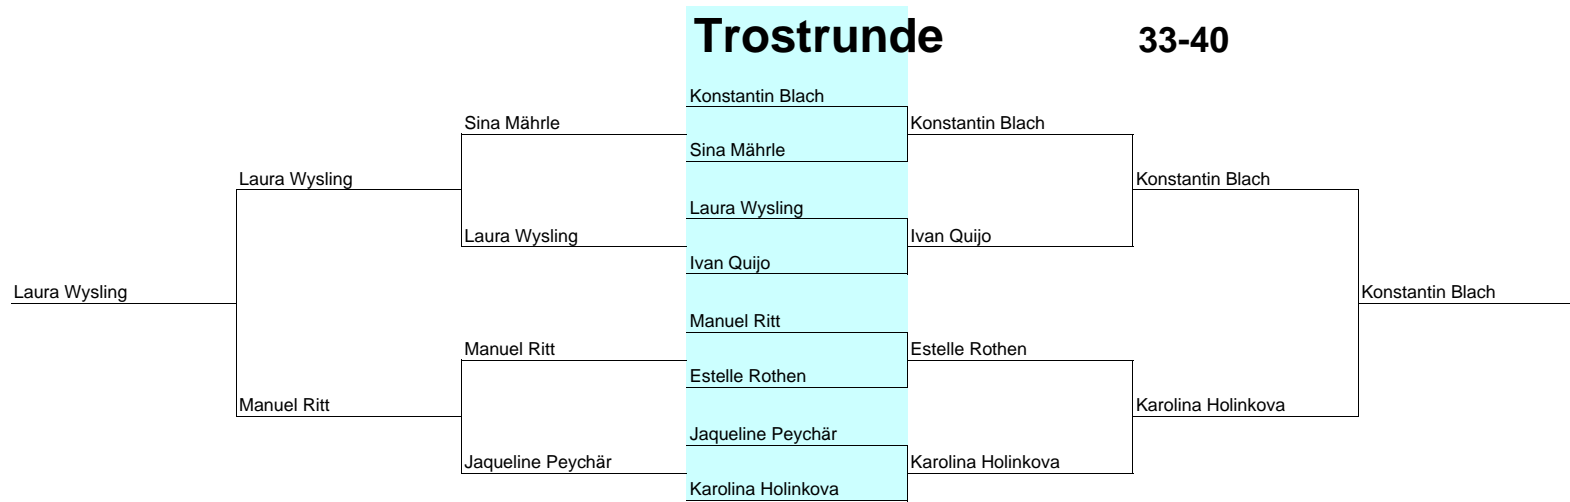 Trostrunde 33-40
Konstantin Blach
Sina Mährle Konstantin Blach
Sina Mährle
Laura Wysling Konstantin Blach
Laura Wysling
Laura Wysling Ivan Quijo
Ivan Quijo
Laura Wysling Konstantin Blach
Manuel Ritt
Manuel Ritt Estelle Rothen
Estelle Rothen
Manuel Ritt Karolina Holinkova
Jaqueline Peychär
Jaqueline Peychär Karolina Holinkova
Karolina Holinkova